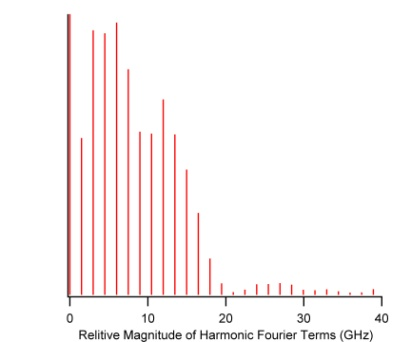 0 10 20 30 40
Relitive Magnitude of Harmonic Fourier Terms (GHz)